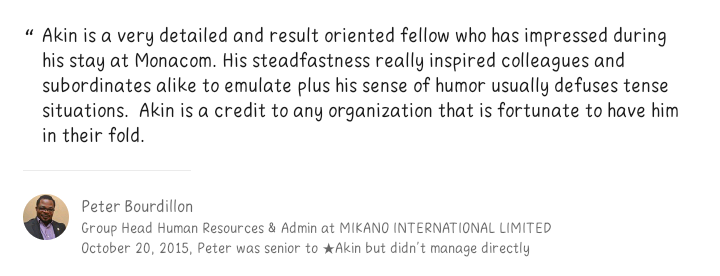 “ Akin is a very detailed and result oriented fellow who has impressed during
his stay at Monacom. His steadfastness really inspired colleagues and
subordinates alike to emulate plus his sense of humor usually defuses tense
situations.  Akin is a credit to any organization that is fortunate to have him
in their fold.
Peter Bourdillon
Group Head Human Resources & Admin at MIKANO INTERNATIONAL LIMITED
October 20, 2015, Peter was senior to ★Akin but didn't manage directly